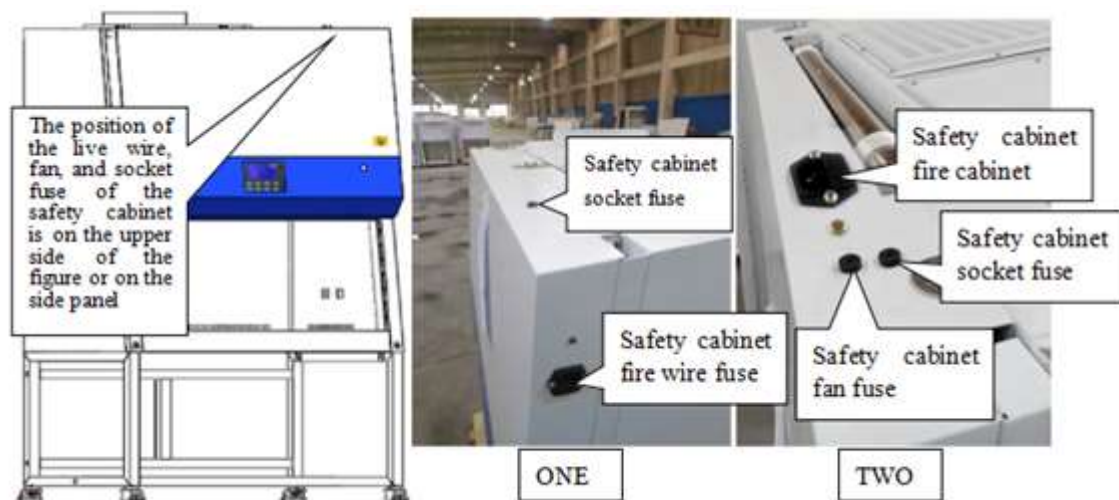 The position of
the live wire,
fan, and socket
fuse of the
safety cabinet
is on the upper
side of the
figure or on the
side panel
Safety cabinet
socket fuse
Safety cabinet
fire wire fuse
ONE
Safety cabinet
fire cabinet
Safety cabinet
socket fuse
Safety cabinet
fan fuse
TWO